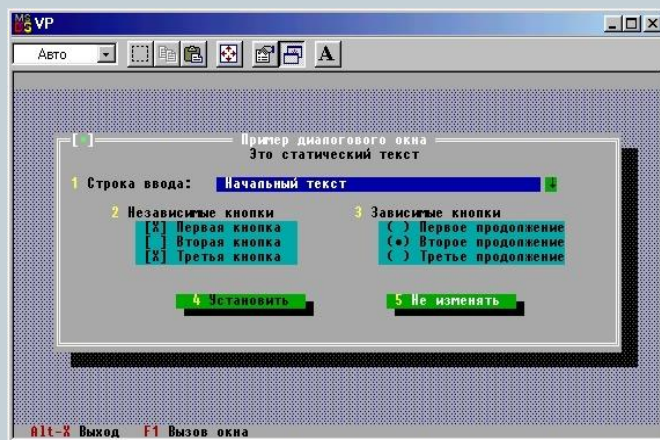 MS DOS VP
Авто
A
[↕] Пример диалогового окна
Это статический текст
1 Строка ввода: Начальный текст ↓
2 Независимые кнопки 3 Зависимые кнопки
[X] Первая кнопка ( ) Первое продолжение
[ ] Вторая кнопка (•) Второе продолжение
[X] Третья кнопка ( ) Третье продолжение
4 Установить 5 Не изменять
Alt-X Выход F1 Вызов окна